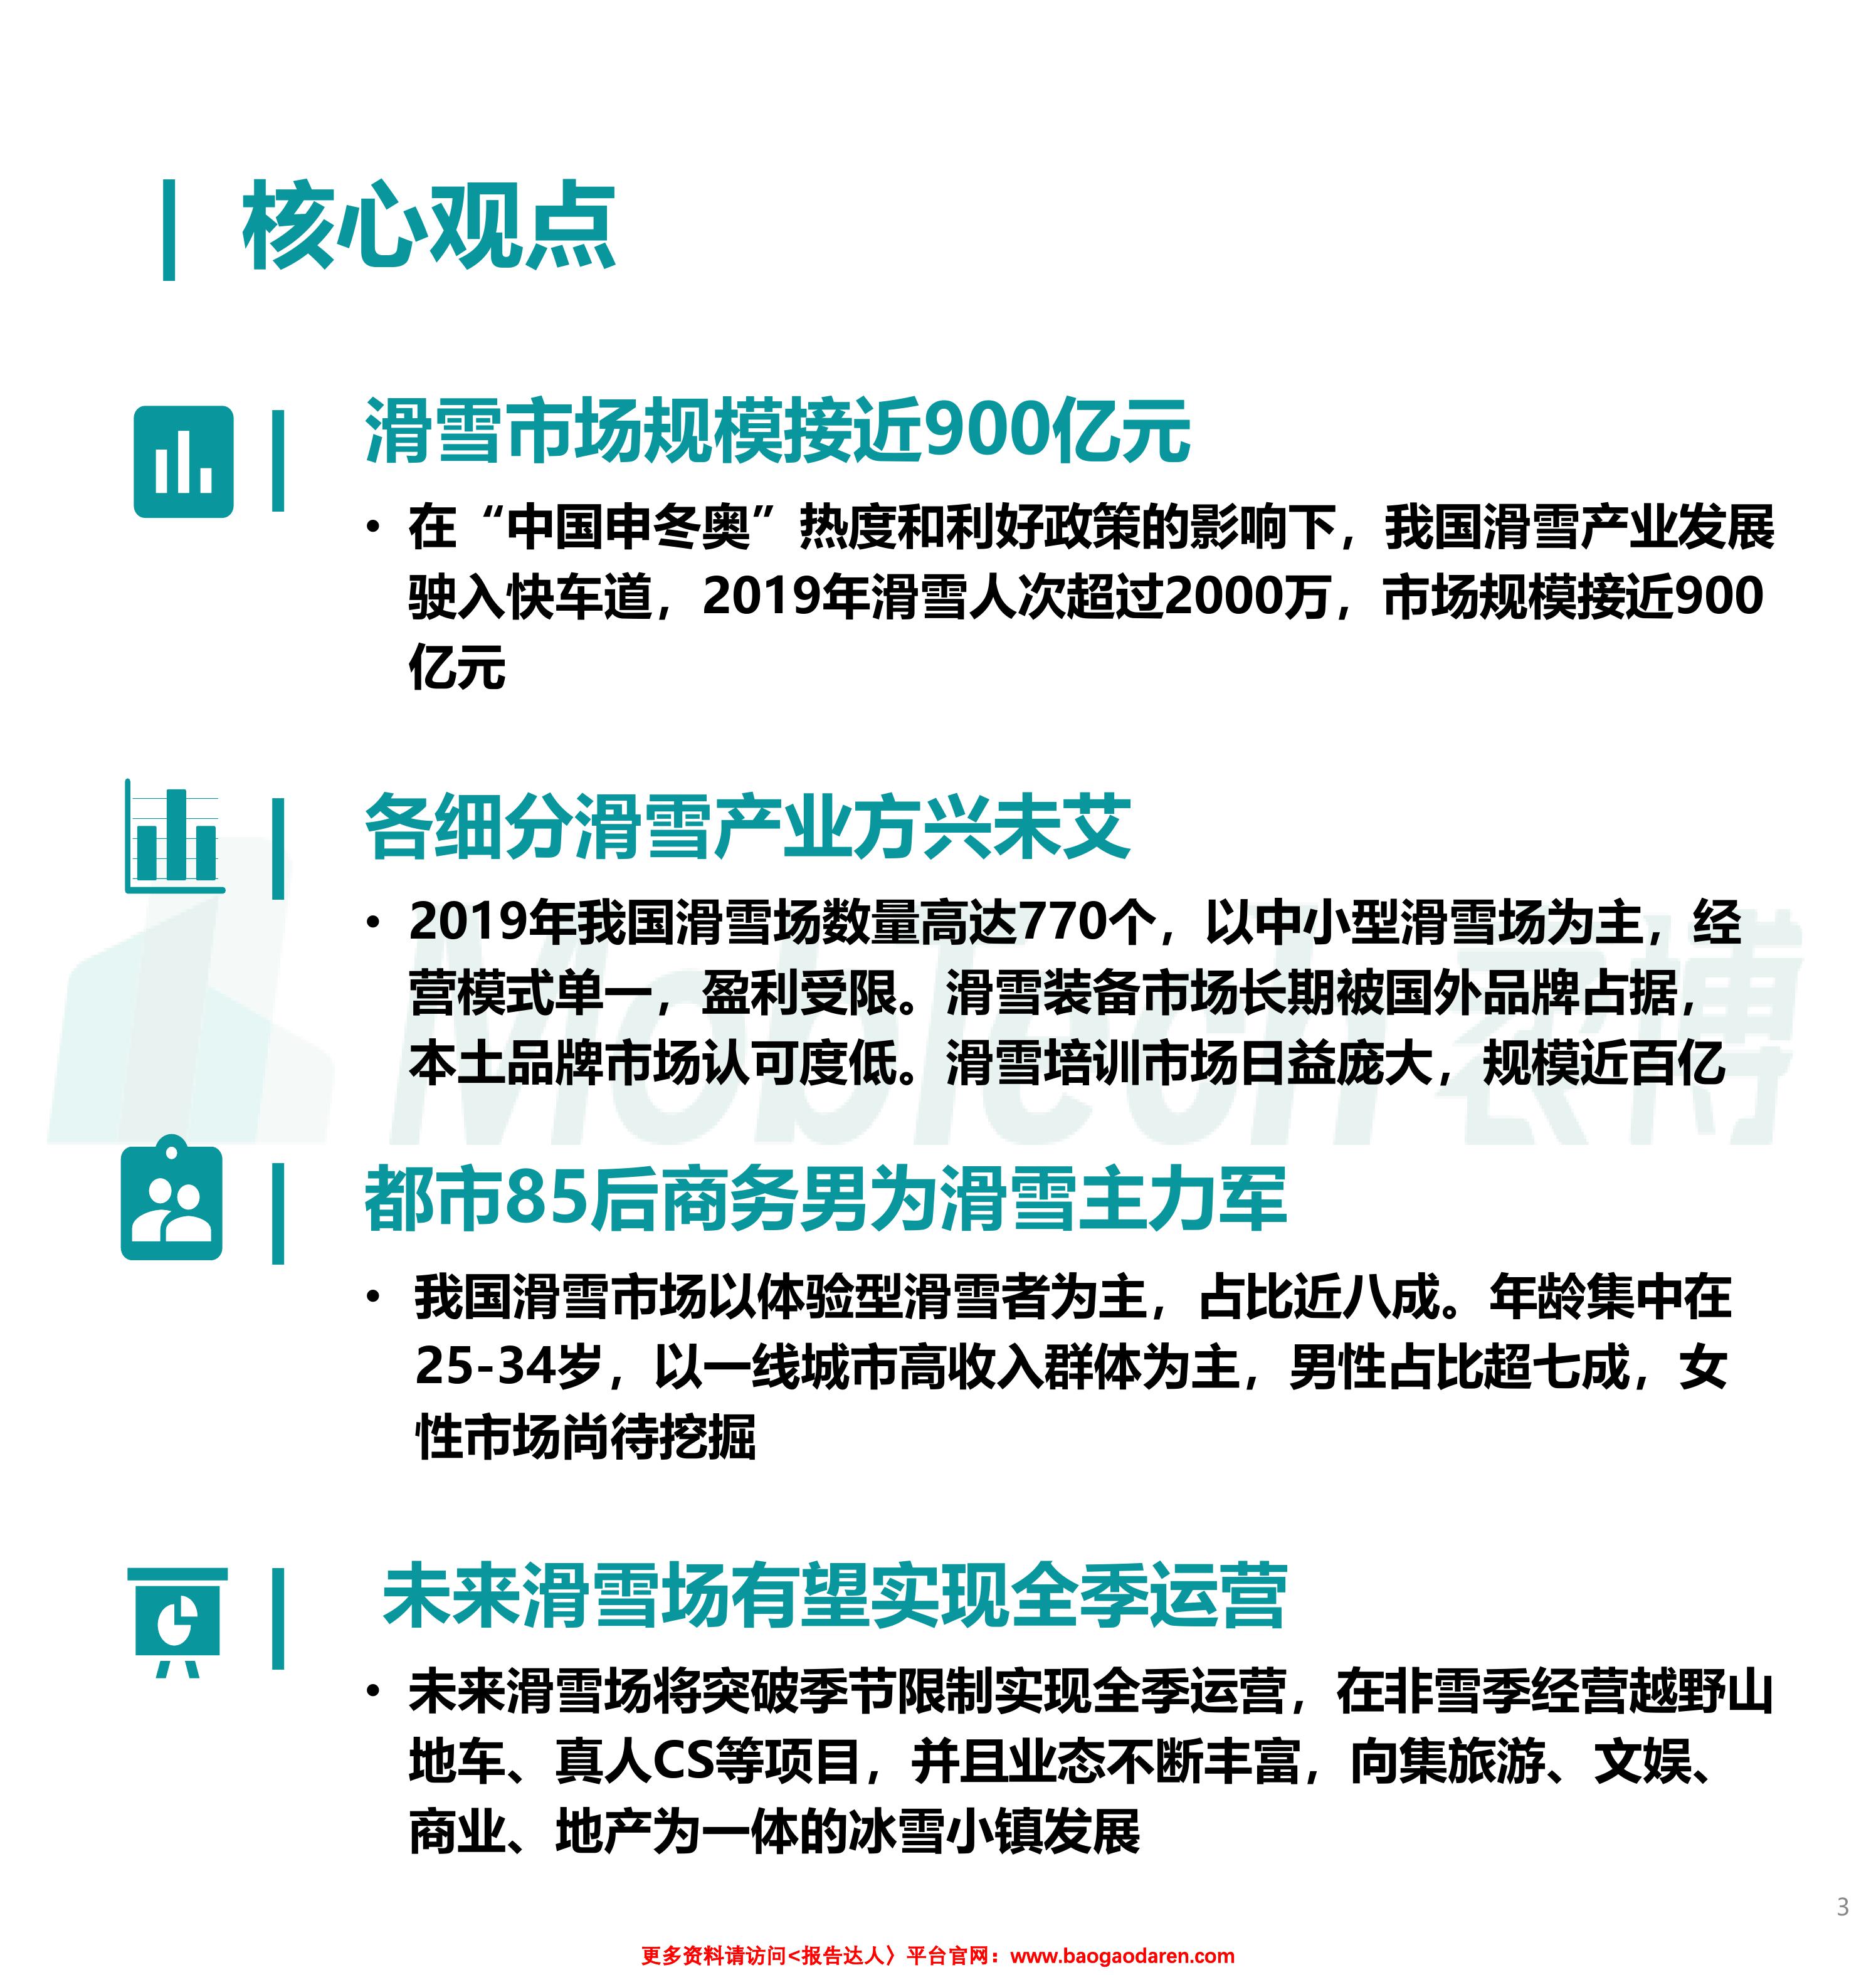 核心观点
滑雪市场规模接近900亿元
• 在“中国申冬奥”热度和利好政策的影响下，我国滑雪产业发展
驶入快车道，2019年滑雪人次超过2000万，市场规模接近900
亿元
各细分滑雪产业方兴未艾
• 2019年我国滑雪场数量高达770个，以中小型滑雪场为主，经
营模式单一，盈利受限。滑雪装备市场长期被国外品牌占据，
本土品牌市场认可度低。滑雪培训市场日益庞大，规模近百亿
MobTech 袤博
都市85后商务男为滑雪主力军
• 我国滑雪市场以体验型滑雪者为主，占比近八成。年龄集中在
25-34岁，以一线城市高收入群体为主，男性占比超七成，女
性市场尚待挖掘
未来滑雪场有望实现全季运营
• 未来滑雪场将突破季节限制实现全季运营，在非雪季经营越野山
地车、真人CS等项目，并且业态不断丰富，向集旅游、文娱、
商业、地产为一体的冰雪小镇发展
3
更多资料请访问<报告达人〉平台官网：www.baogaodaren.com